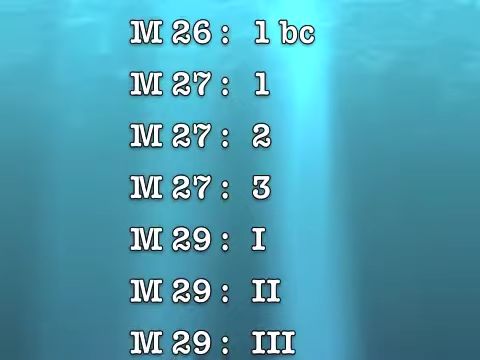 M 26 : 1 bc
M 27 : 1
M 27 : 2
M 27 : 3
M 29 : I
M 29 : II
M 29 : III